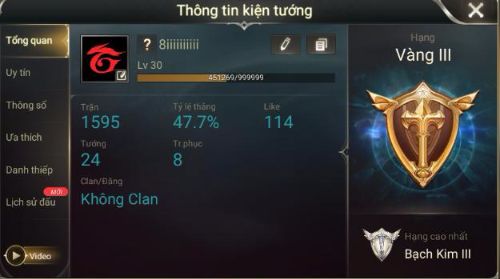 Thông tin kiện tướng
Tổng quan
Uy tín
Thông số
Ưa thích
Danh thiếp
Lịch sử đấu
MỚI
Video
?
8iiiiiiiiii
Lv 30
451269/999999
Trận
1595
Tỷ lệ thắng
47.7%
Like
114
Tướng
24
Tr.phục
8
Clan/Đảng
Không Clan
Hạng
Vàng III
Hạng cao nhất
Bạch Kim III